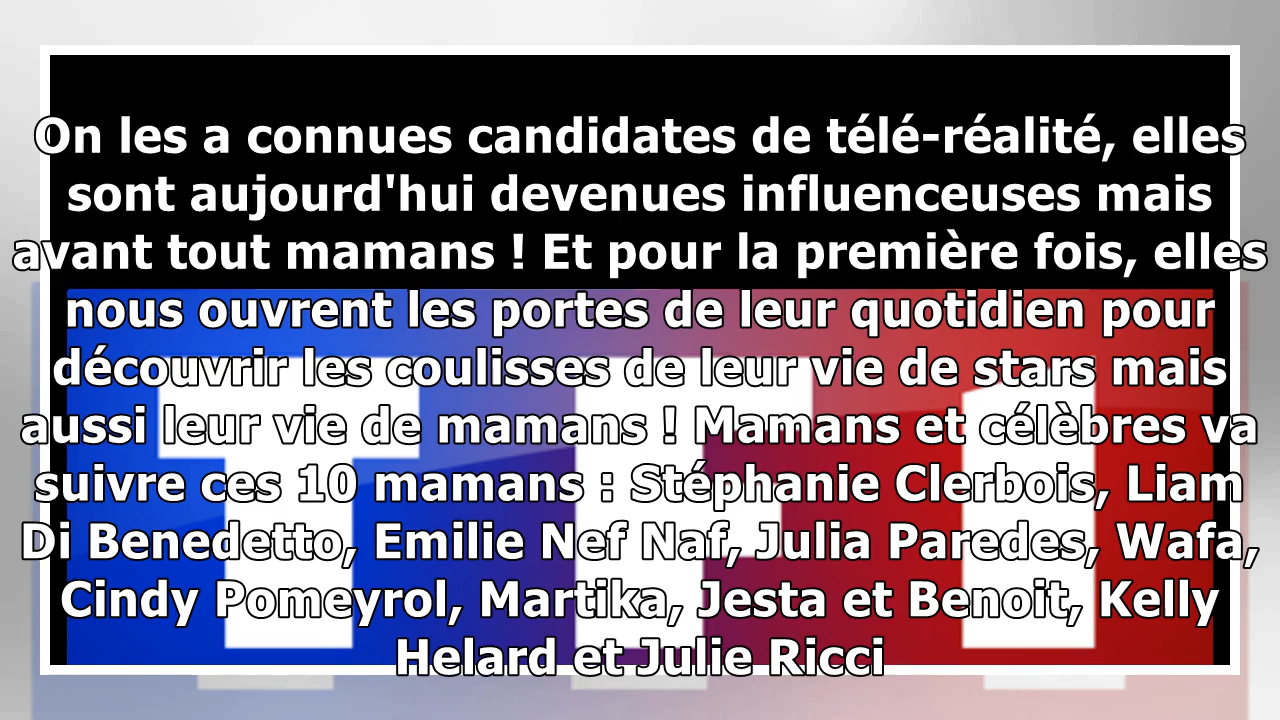 On les a connues candidates de télé-réalité, elles
sont aujourd'hui devenues influenceuses mais
avant tout mamans ! Et pour la première fois, elles
nous ouvrent les portes de leur quotidien pour
découvrir les coulisses de leur vie de stars mais
aussi leur vie de mamans ! Mamans et célèbres va
suivre ces 10 mamans : Stéphanie Clerbois, Liam
Di Benedetto, Emilie Nef Naf, Julia Paredes, Wafa,
Cindy Pomeyrol, Martika, Jesta et Benoit, Kelly
Helard et Julie Ricci
TF1